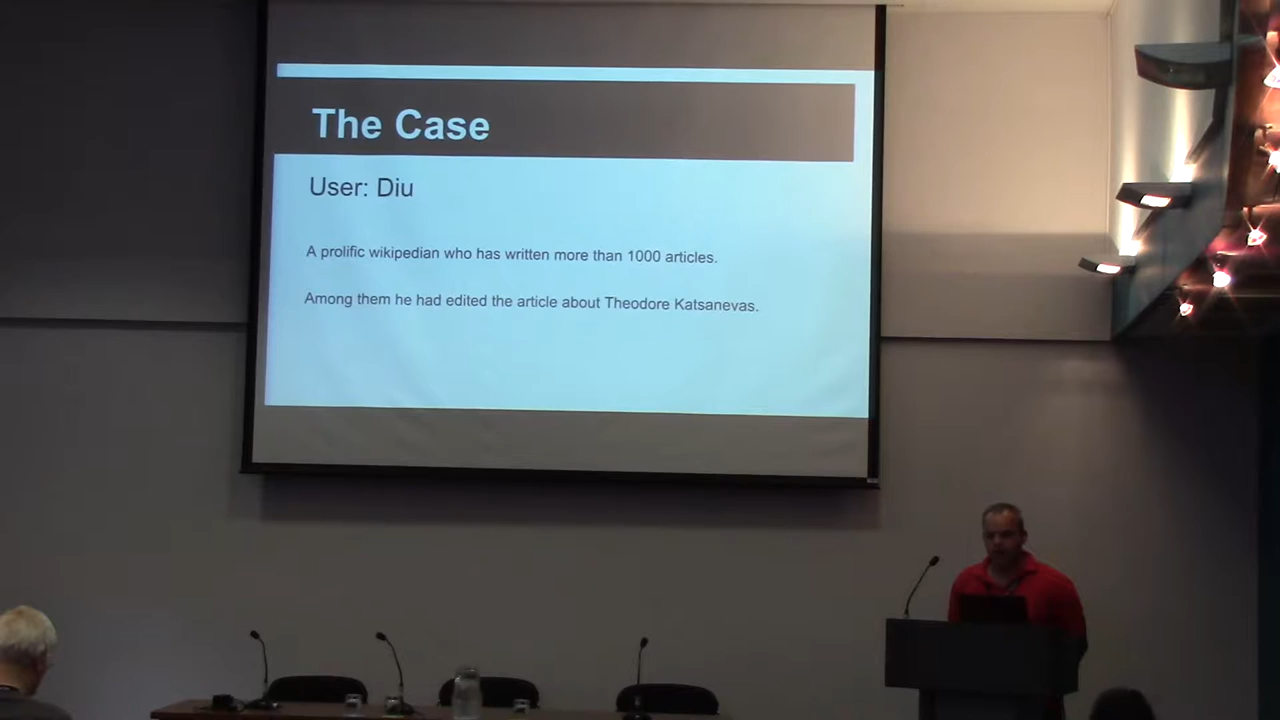 The Case
User: Diu
A prolific wikipedian who has written more than 1000 articles.
Among them he had edited the article about Theodore Katsanevas.